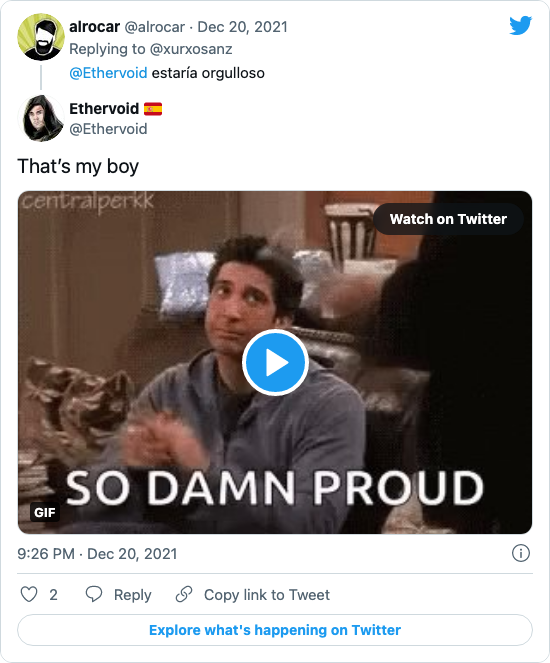 alrocar @alrocar · Dec 20, 2021
Replying to @xurxosanz
@Ethervoid estaría orgulloso
Ethervoid 🇪🇸
@Ethervoid
That’s my boy
centralperkk
Watch on Twitter
SO DAMN PROUD
GIF
9:26 PM · Dec 20, 2021
2 Reply Copy link to Tweet
Explore what's happening on Twitter